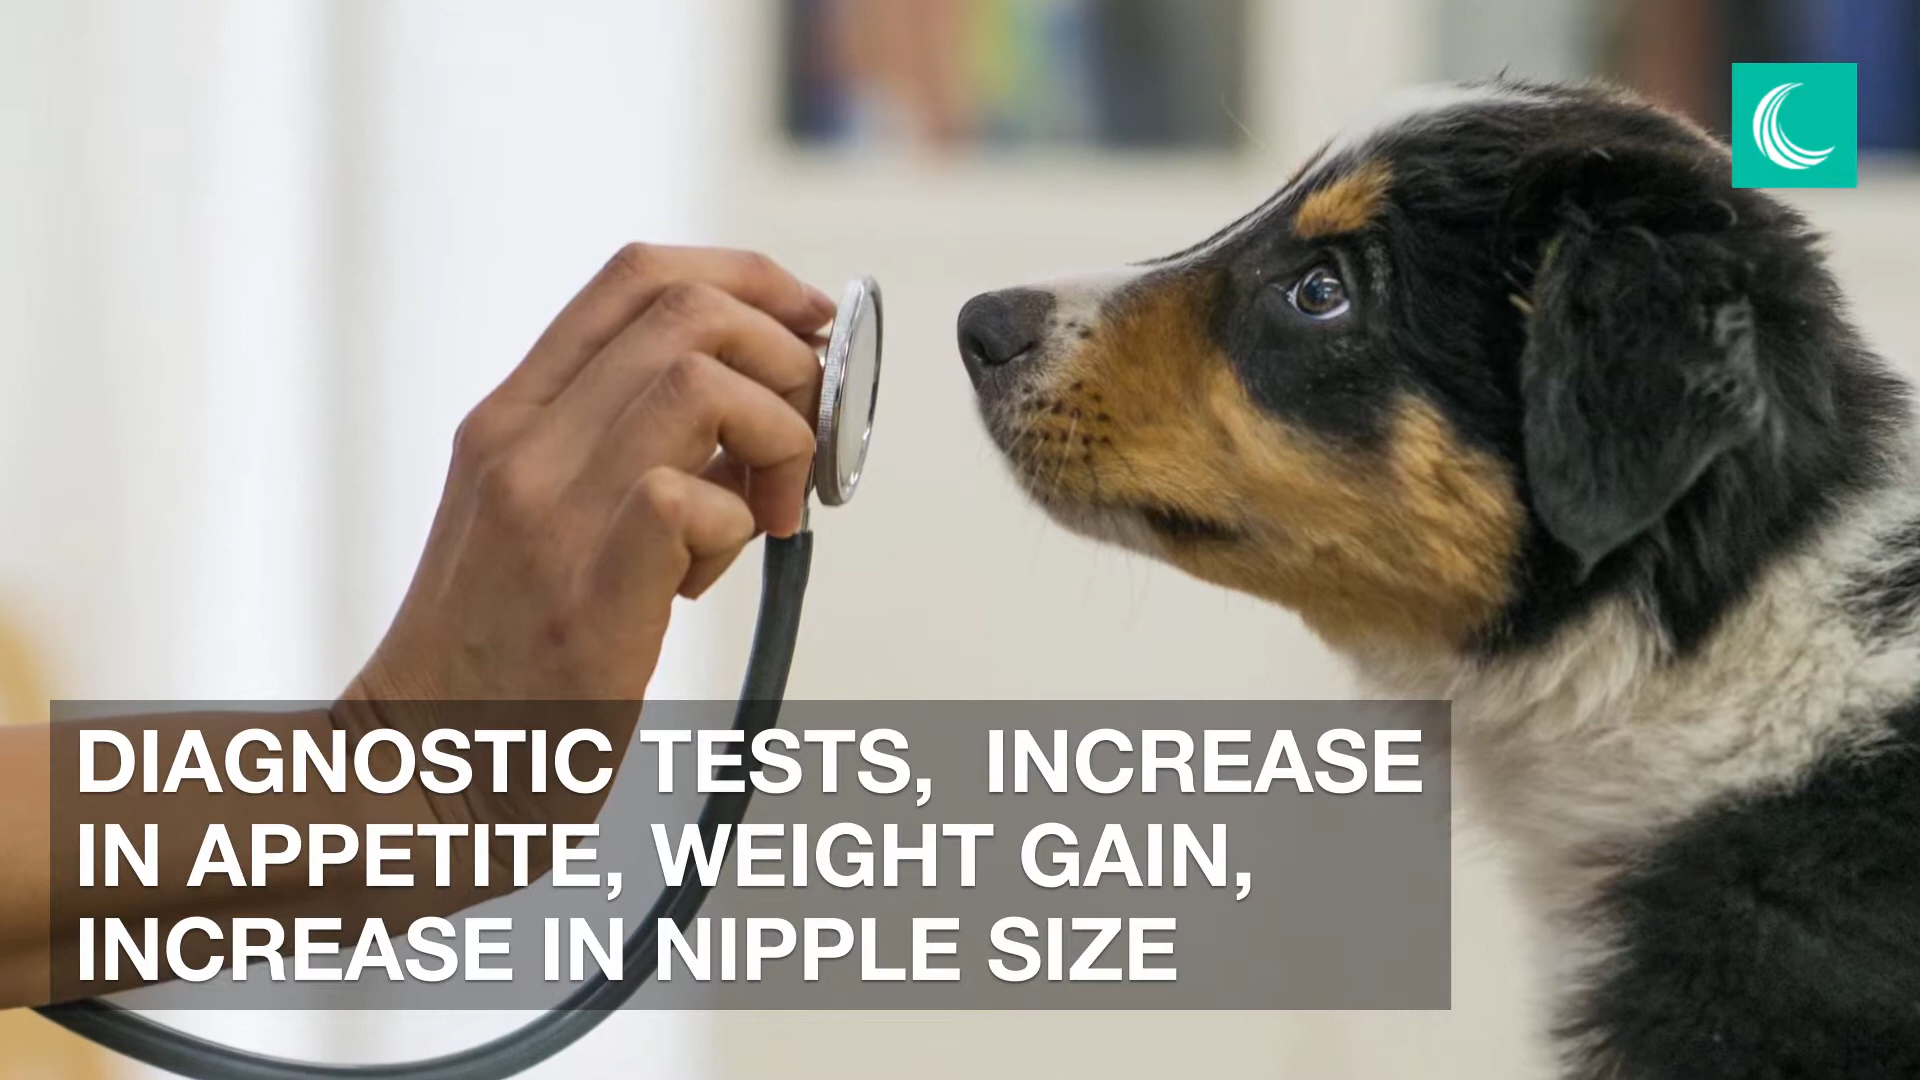 DIAGNOSTIC TESTS,  INCREASE
IN APPETITE, WEIGHT GAIN,
INCREASE IN NIPPLE SIZE